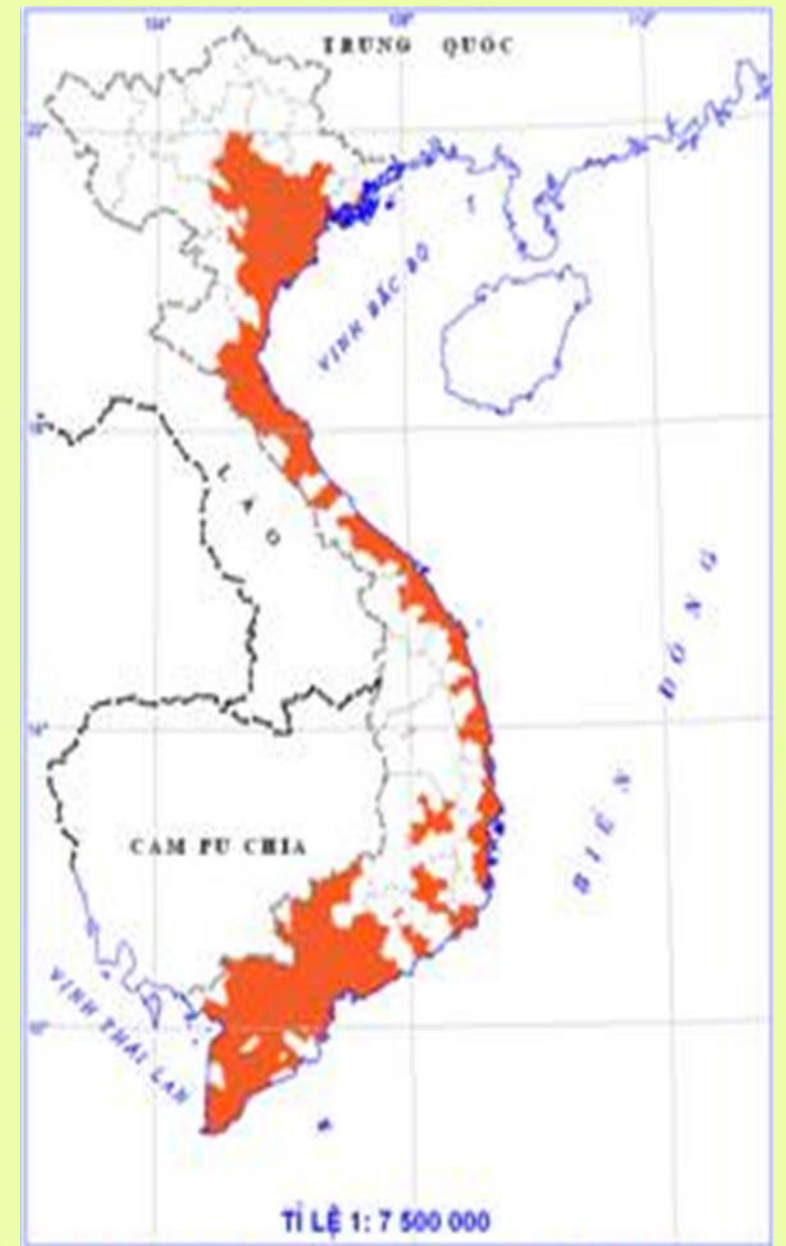 TRUNG QUỐC
VỊNH BẮC BỘ
LÀO
BIỂN ĐÔNG
CAM PU CHIA
VỊNH THÁI LAN
TỈ LỆ 1: 7 500 000